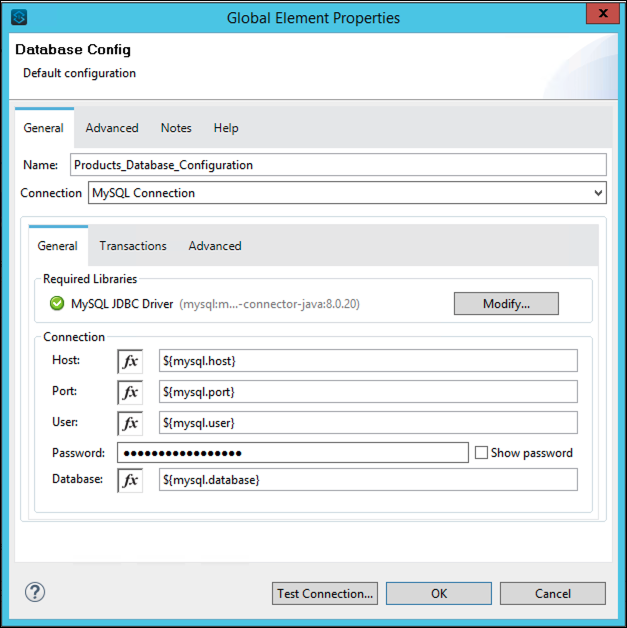 Global Element Properties
x
Database Config
Default configuration
General Advanced Notes Help
Name: Products_Database_Configuration
Connection MySQL Connection
General Transactions Advanced
Required Libraries
MySQL JDBC Driver (mysql:m...-connector-java:8.0.20) Modify...
Connection
Host: fx ${mysql.host}
Port: fx ${mysql.port}
User: fx ${mysql.user}
Password: ••••••••••••••••• Show password
Database: fx ${mysql.database}
? Test Connection... OK Cancel